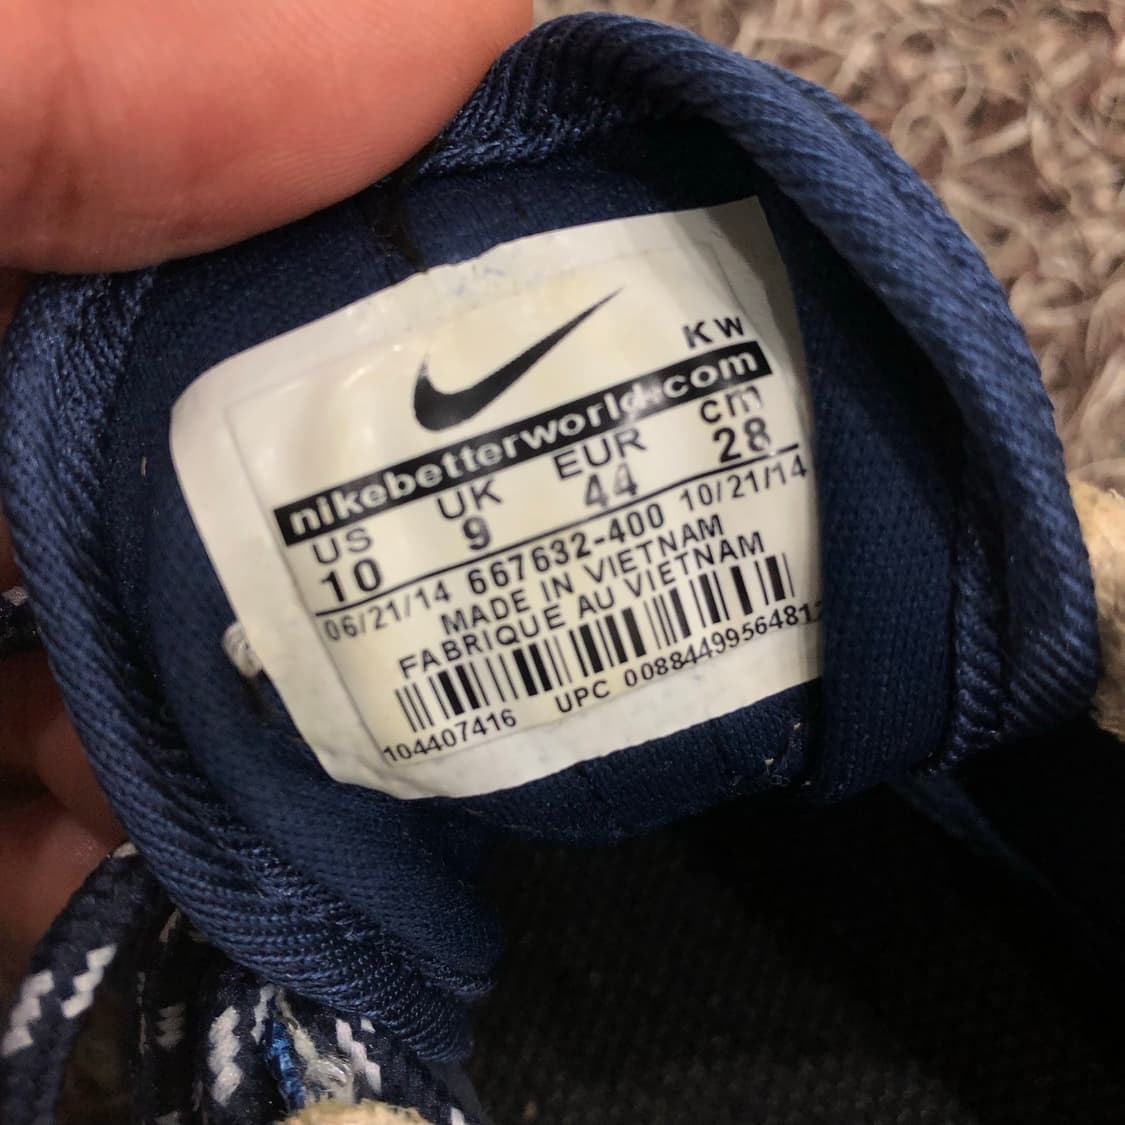 KW
nikebetterworld.com
US UK EUR cm
10 9 44 28
06/21/14 667632-400 10/21/14
MADE IN VIETNAM
FABRIQUE AU VIETNAM
104407416 UPC 00884499564812